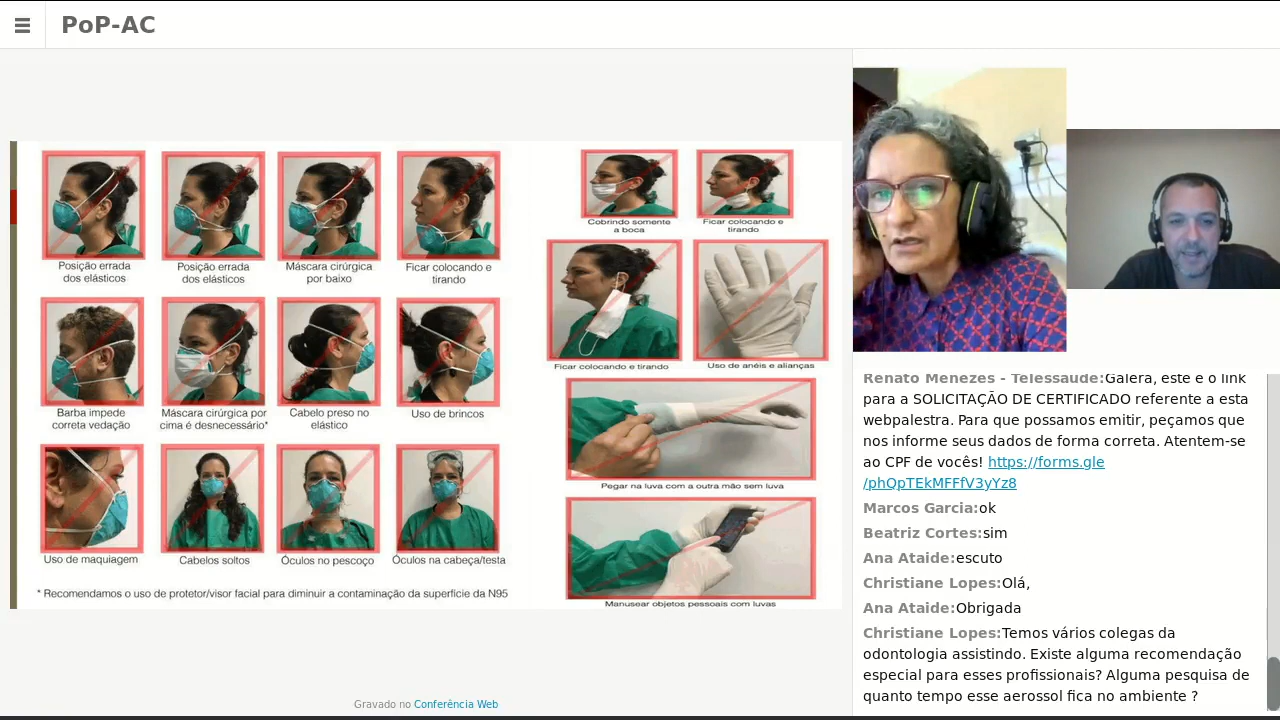 PoP-AC
Posição errada
dos elásticos
Posição errada
dos elásticos
Máscara cirúrgica
por baixo
Ficar colocando e
tirando
Barba impede
correta vedação
Máscara cirúrgica por
cima é desnecessário*
Cabelo preso no
elástico
Uso de brincos
Uso de maquiagem
Cabelos soltos
Óculos no pescoço
Óculos na cabeça/testa
* Recomendamos o uso de protetor/visor facial para diminuir a contaminação da superfície da N95
Cobrindo somente
a boca
Ficar colocando e
tirando
Ficar colocando e tirando
Uso de anéis e alianças
Pegar na luva com a outra mão sem luva
Manusear objetos pessoais com luvas
Gravado no Conferência Web
Renato Menezes - Telessaúde:Galera, este é o link
para a SOLICITAÇÃO DE CERTIFICADO referente a esta
webpalestra. Para que possamos emitir, peçamos que
nos informe seus dados de forma correta. Atentem-se
ao CPF de vocês! https://forms.gle
/phQpTEkMFFfV3yYz8
Marcos Garcia:ok
Beatriz Cortes:sim
Ana Ataide:escuto
Christiane Lopes:Olá,
Ana Ataide:Obrigada
Christiane Lopes:Temos vários colegas da
odontologia assistindo. Existe alguma recomendação
especial para esses profissionais? Alguma pesquisa de
quanto tempo esse aerossol fica no ambiente ?